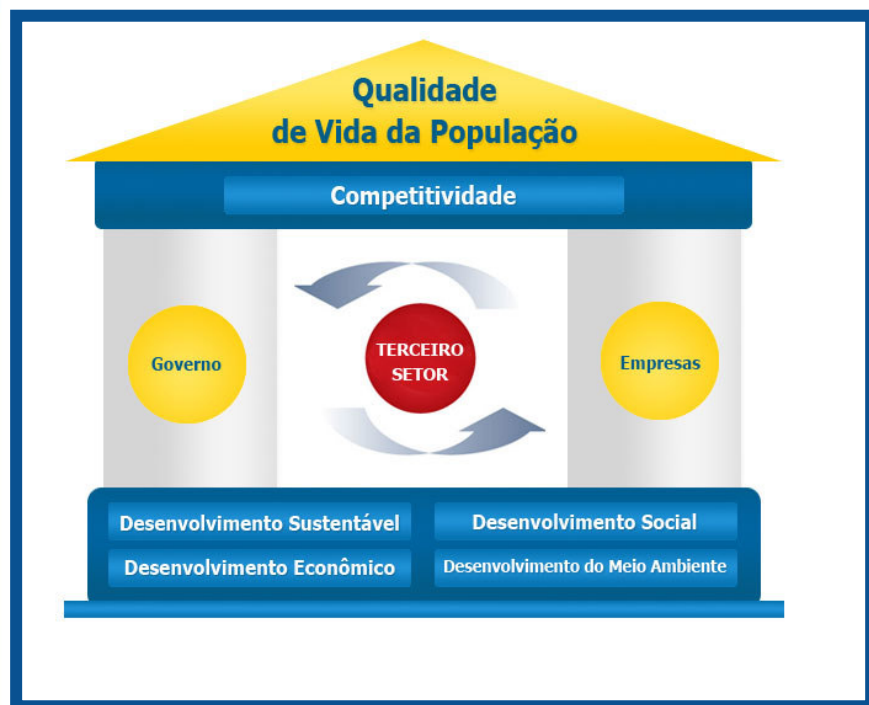 Qualidade
de Vida da População
Competitividade
Governo
TERCEIRO
SETOR
Empresas
Desenvolvimento Sustentável
Desenvolvimento Social
Desenvolvimento Econômico
Desenvolvimento do Meio Ambiente